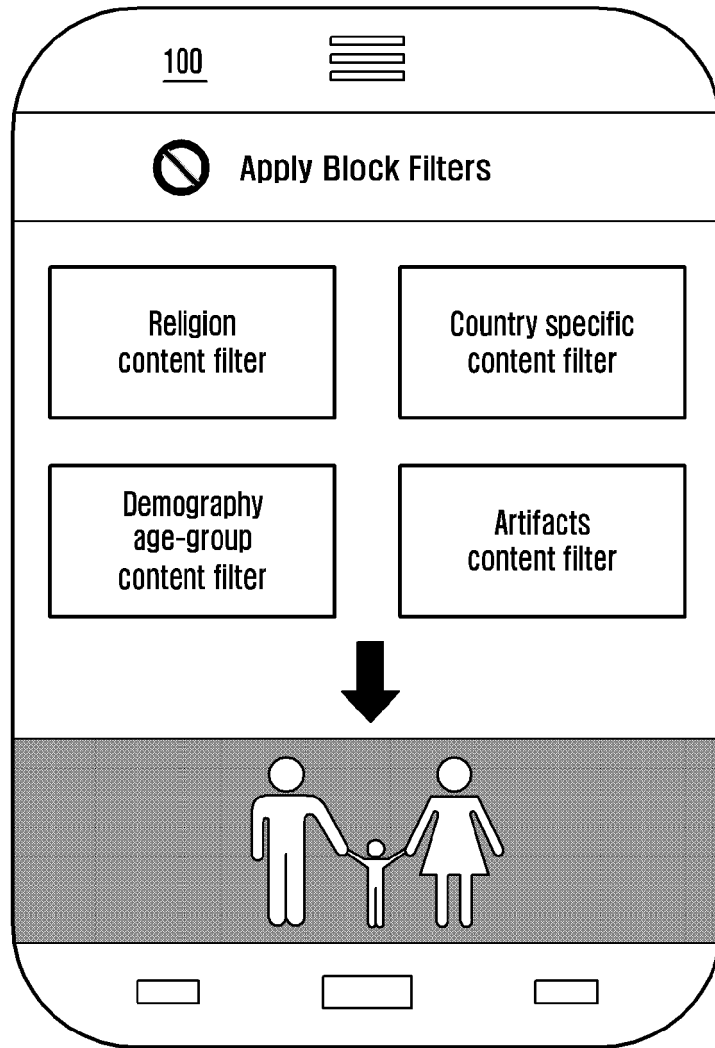 100
Apply Block Filters
Religion
content filter
Country specific
content filter
Demography
age-group
content filter
Artifacts
content filter